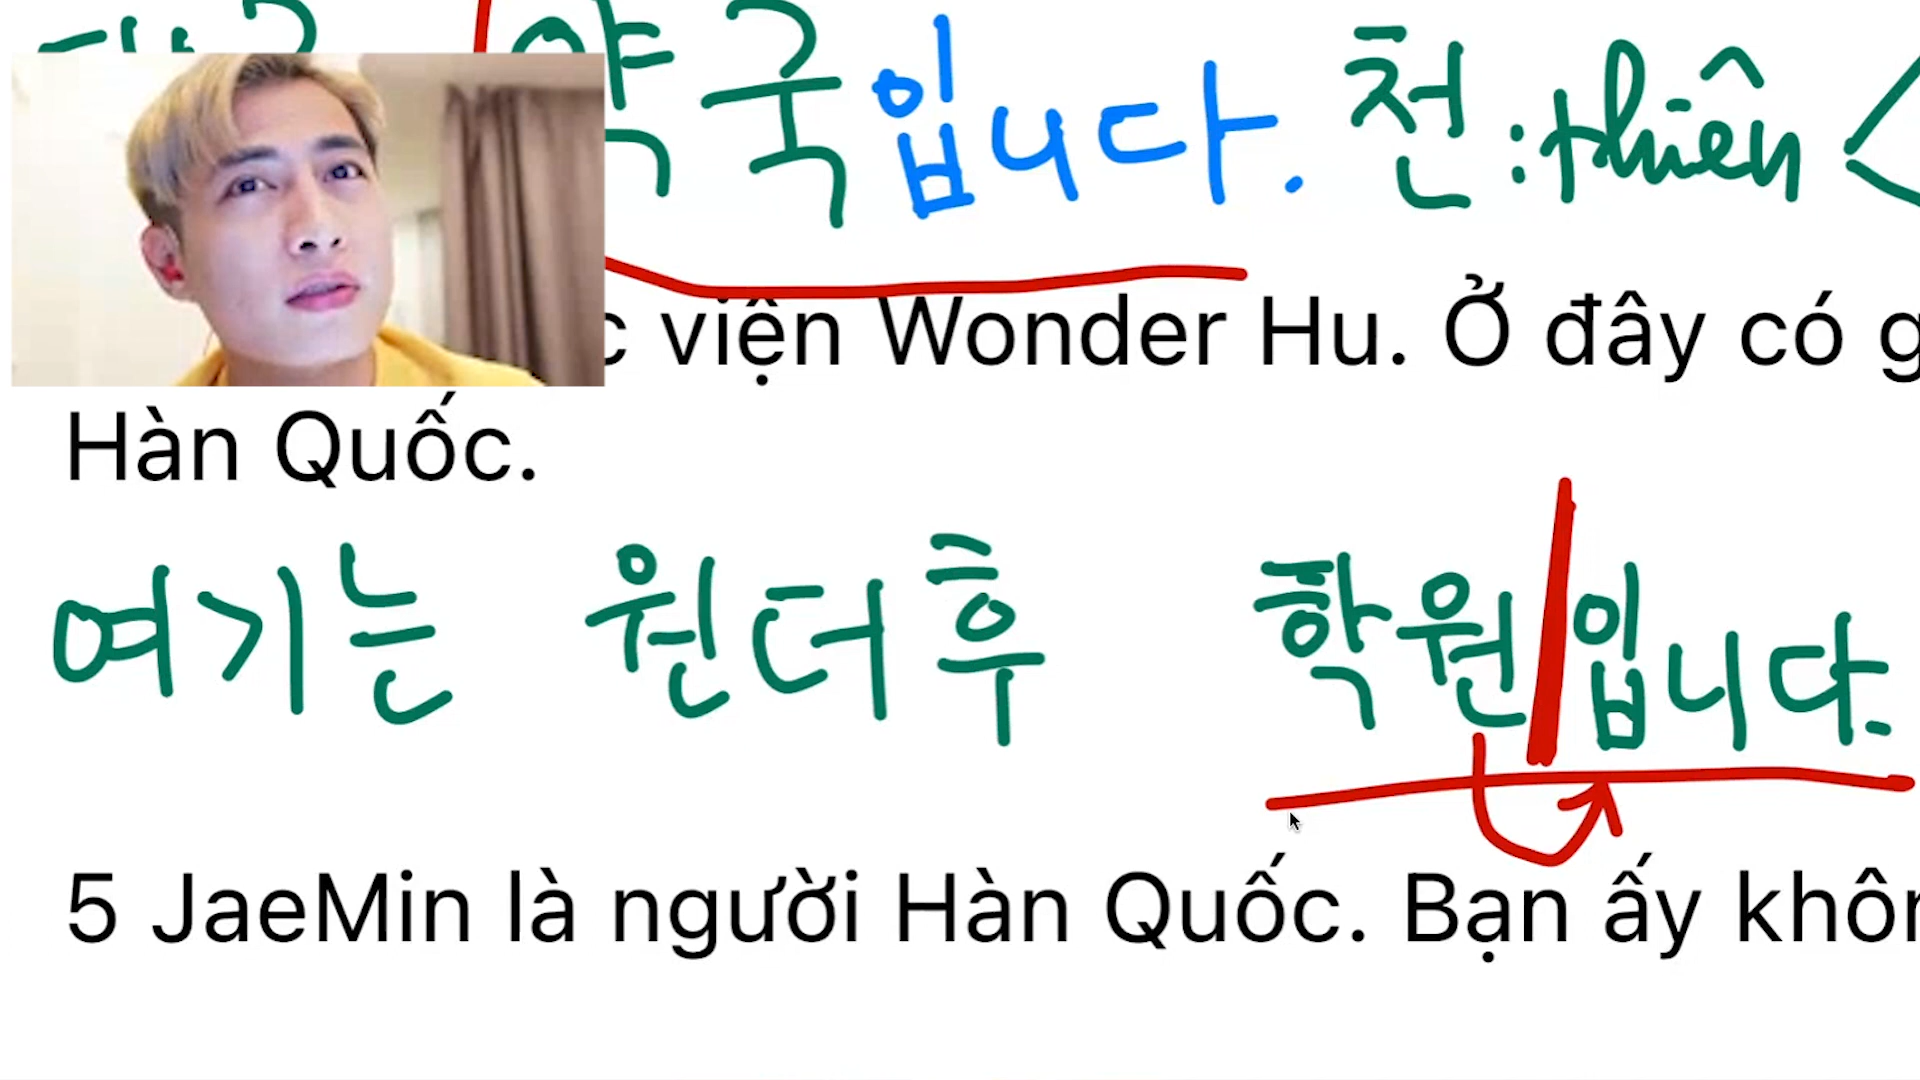 국입니다. 천: thiên <
viện Wonder Hu. Ở đây có g
Hàn Quốc.
여기는 원더후 학원입니다.
5 JaeMin là người Hàn Quốc. Bạn ấy khôn